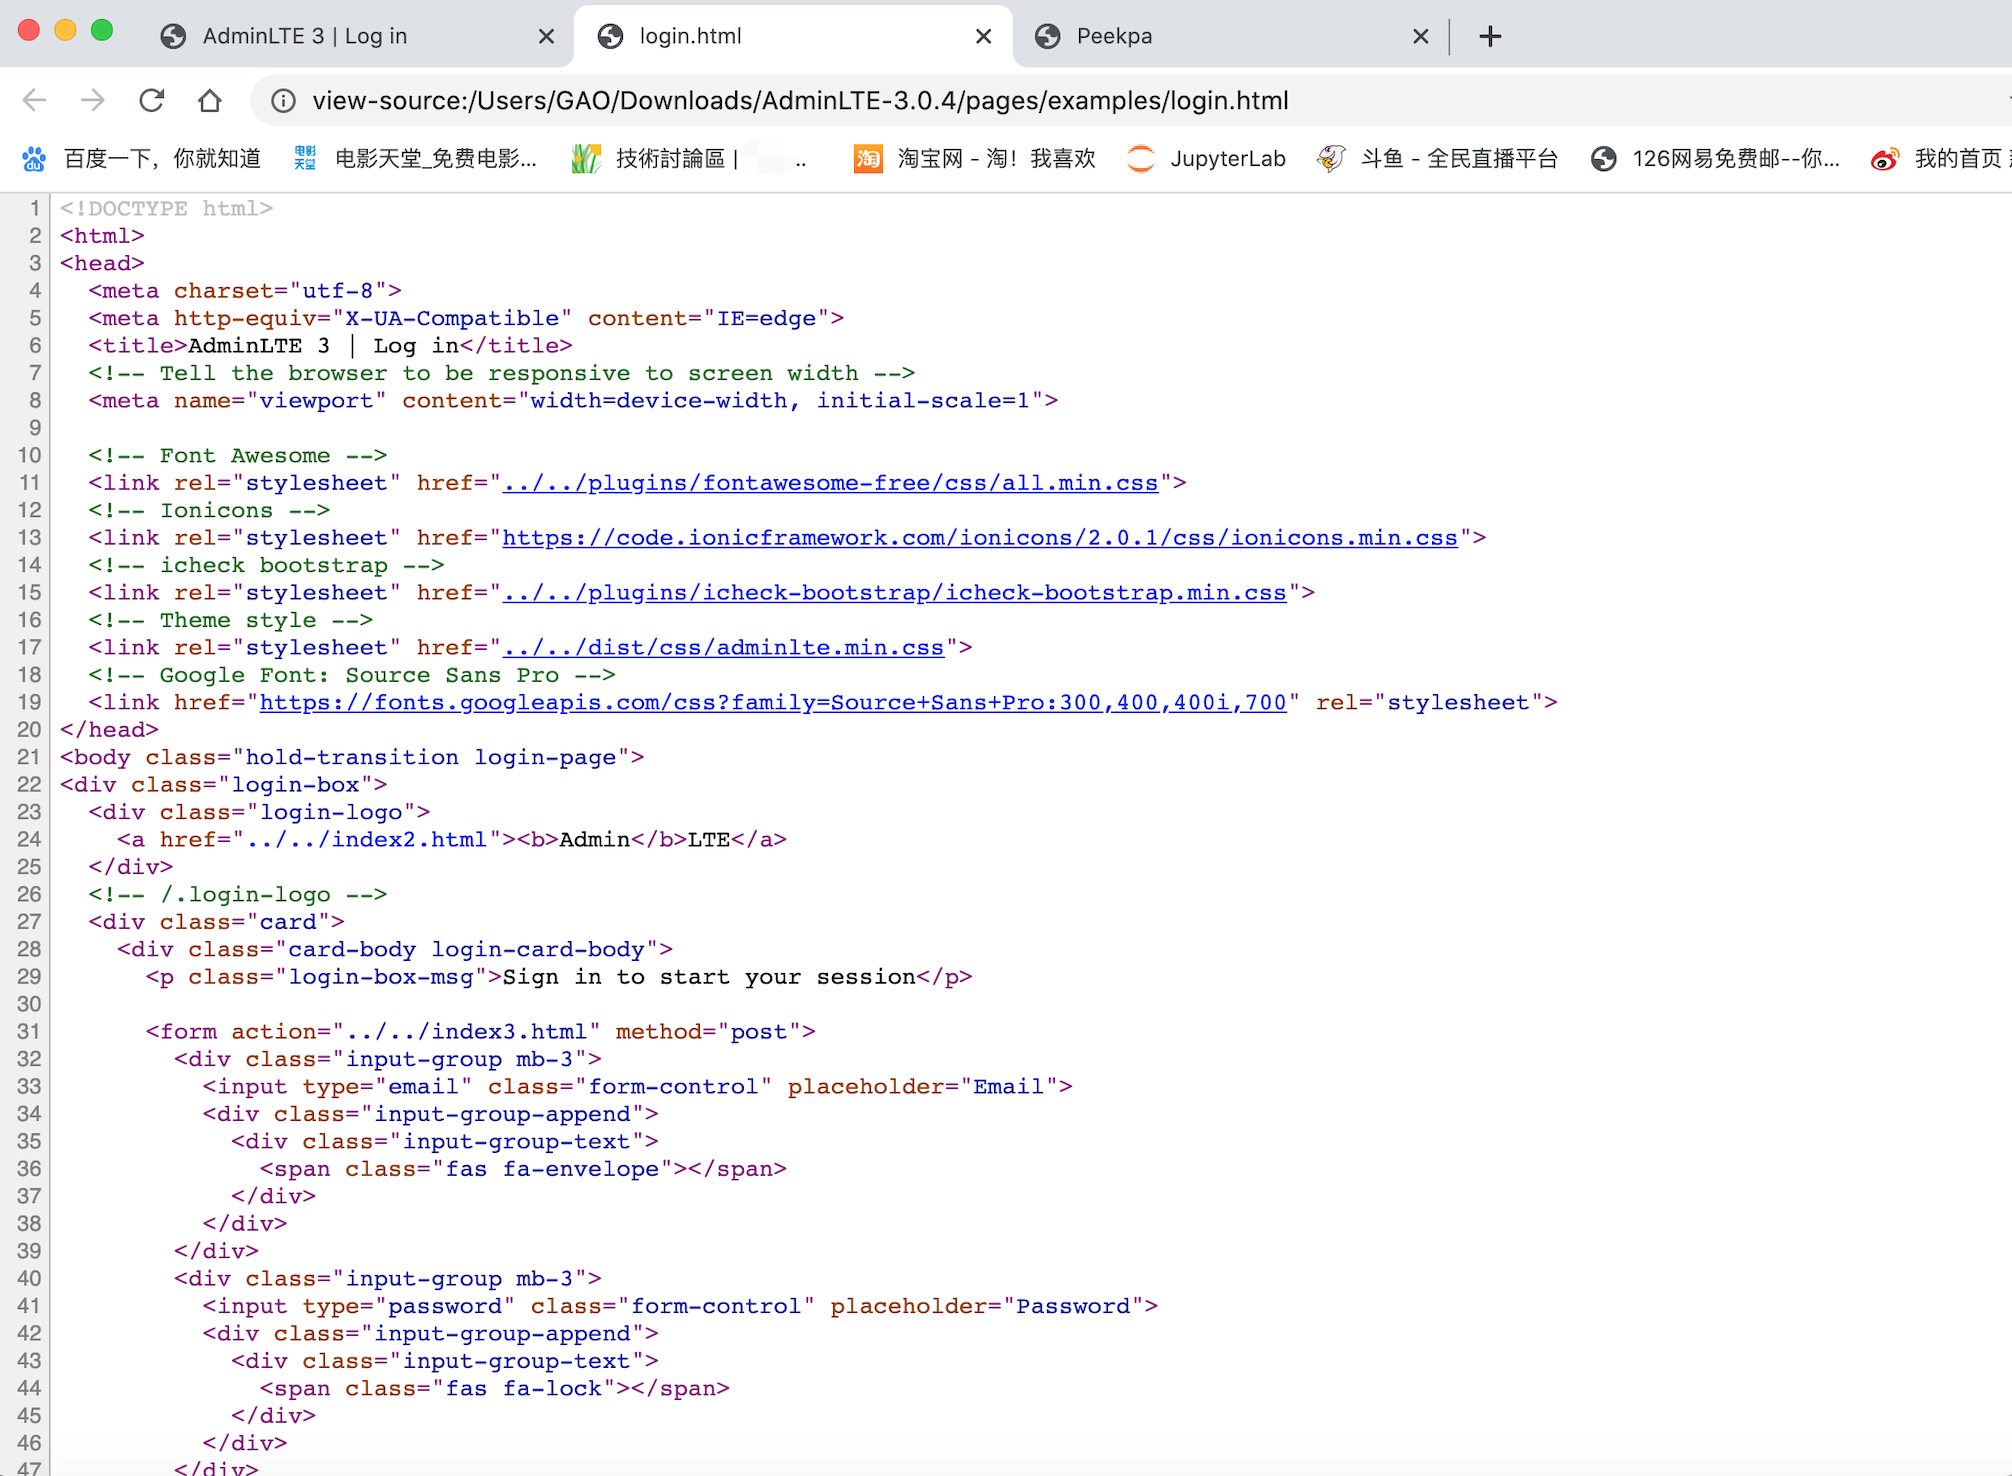 AdminLTE 3 | Log in
login.html
Peekpa
view-source:/Users/GAO/Downloads/AdminLTE-3.0.4/pages/examples/login.html
du 百度一下，你就知道
电影天堂 电影天堂_免费电影...
技術討論區 | ..
淘 淘宝网 - 淘！我喜欢
JupyterLab
斗鱼 - 全民直播平台
126网易免费邮--你...
我的首页
1 <!DOCTYPE html>
2 <html>
3 <head>
4   <meta charset="utf-8">
5   <meta http-equiv="X-UA-Compatible" content="IE=edge">
6   <title>AdminLTE 3 | Log in</title>
7   <!-- Tell the browser to be responsive to screen width -->
8   <meta name="viewport" content="width=device-width, initial-scale=1">
9
10   <!-- Font Awesome -->
11   <link rel="stylesheet" href="../../plugins/fontawesome-free/css/all.min.css">
12   <!-- Ionicons -->
13   <link rel="stylesheet" href="https://code.ionicframework.com/ionicons/2.0.1/css/ionicons.min.css">
14   <!-- icheck bootstrap -->
15   <link rel="stylesheet" href="../../plugins/icheck-bootstrap/icheck-bootstrap.min.css">
16   <!-- Theme style -->
17   <link rel="stylesheet" href="../../dist/css/adminlte.min.css">
18   <!-- Google Font: Source Sans Pro -->
19   <link href="https://fonts.googleapis.com/css?family=Source+Sans+Pro:300,400,400i,700" rel="stylesheet">
20 </head>
21 <body class="hold-transition login-page">
22 <div class="login-box">
23   <div class="login-logo">
24     <a href="../../index2.html"><b>Admin</b>LTE</a>
25   </div>
26   <!-- /.login-logo -->
27   <div class="card">
28     <div class="card-body login-card-body">
29       <p class="login-box-msg">Sign in to start your session</p>
30
31       <form action="../../index3.html" method="post">
32         <div class="input-group mb-3">
33           <input type="email" class="form-control" placeholder="Email">
34           <div class="input-group-append">
35             <div class="input-group-text">
36               <span class="fas fa-envelope"></span>
37             </div>
38           </div>
39         </div>
40         <div class="input-group mb-3">
41           <input type="password" class="form-control" placeholder="Password">
42           <div class="input-group-append">
43             <div class="input-group-text">
44               <span class="fas fa-lock"></span>
45             </div>
46           </div>
47         </div>